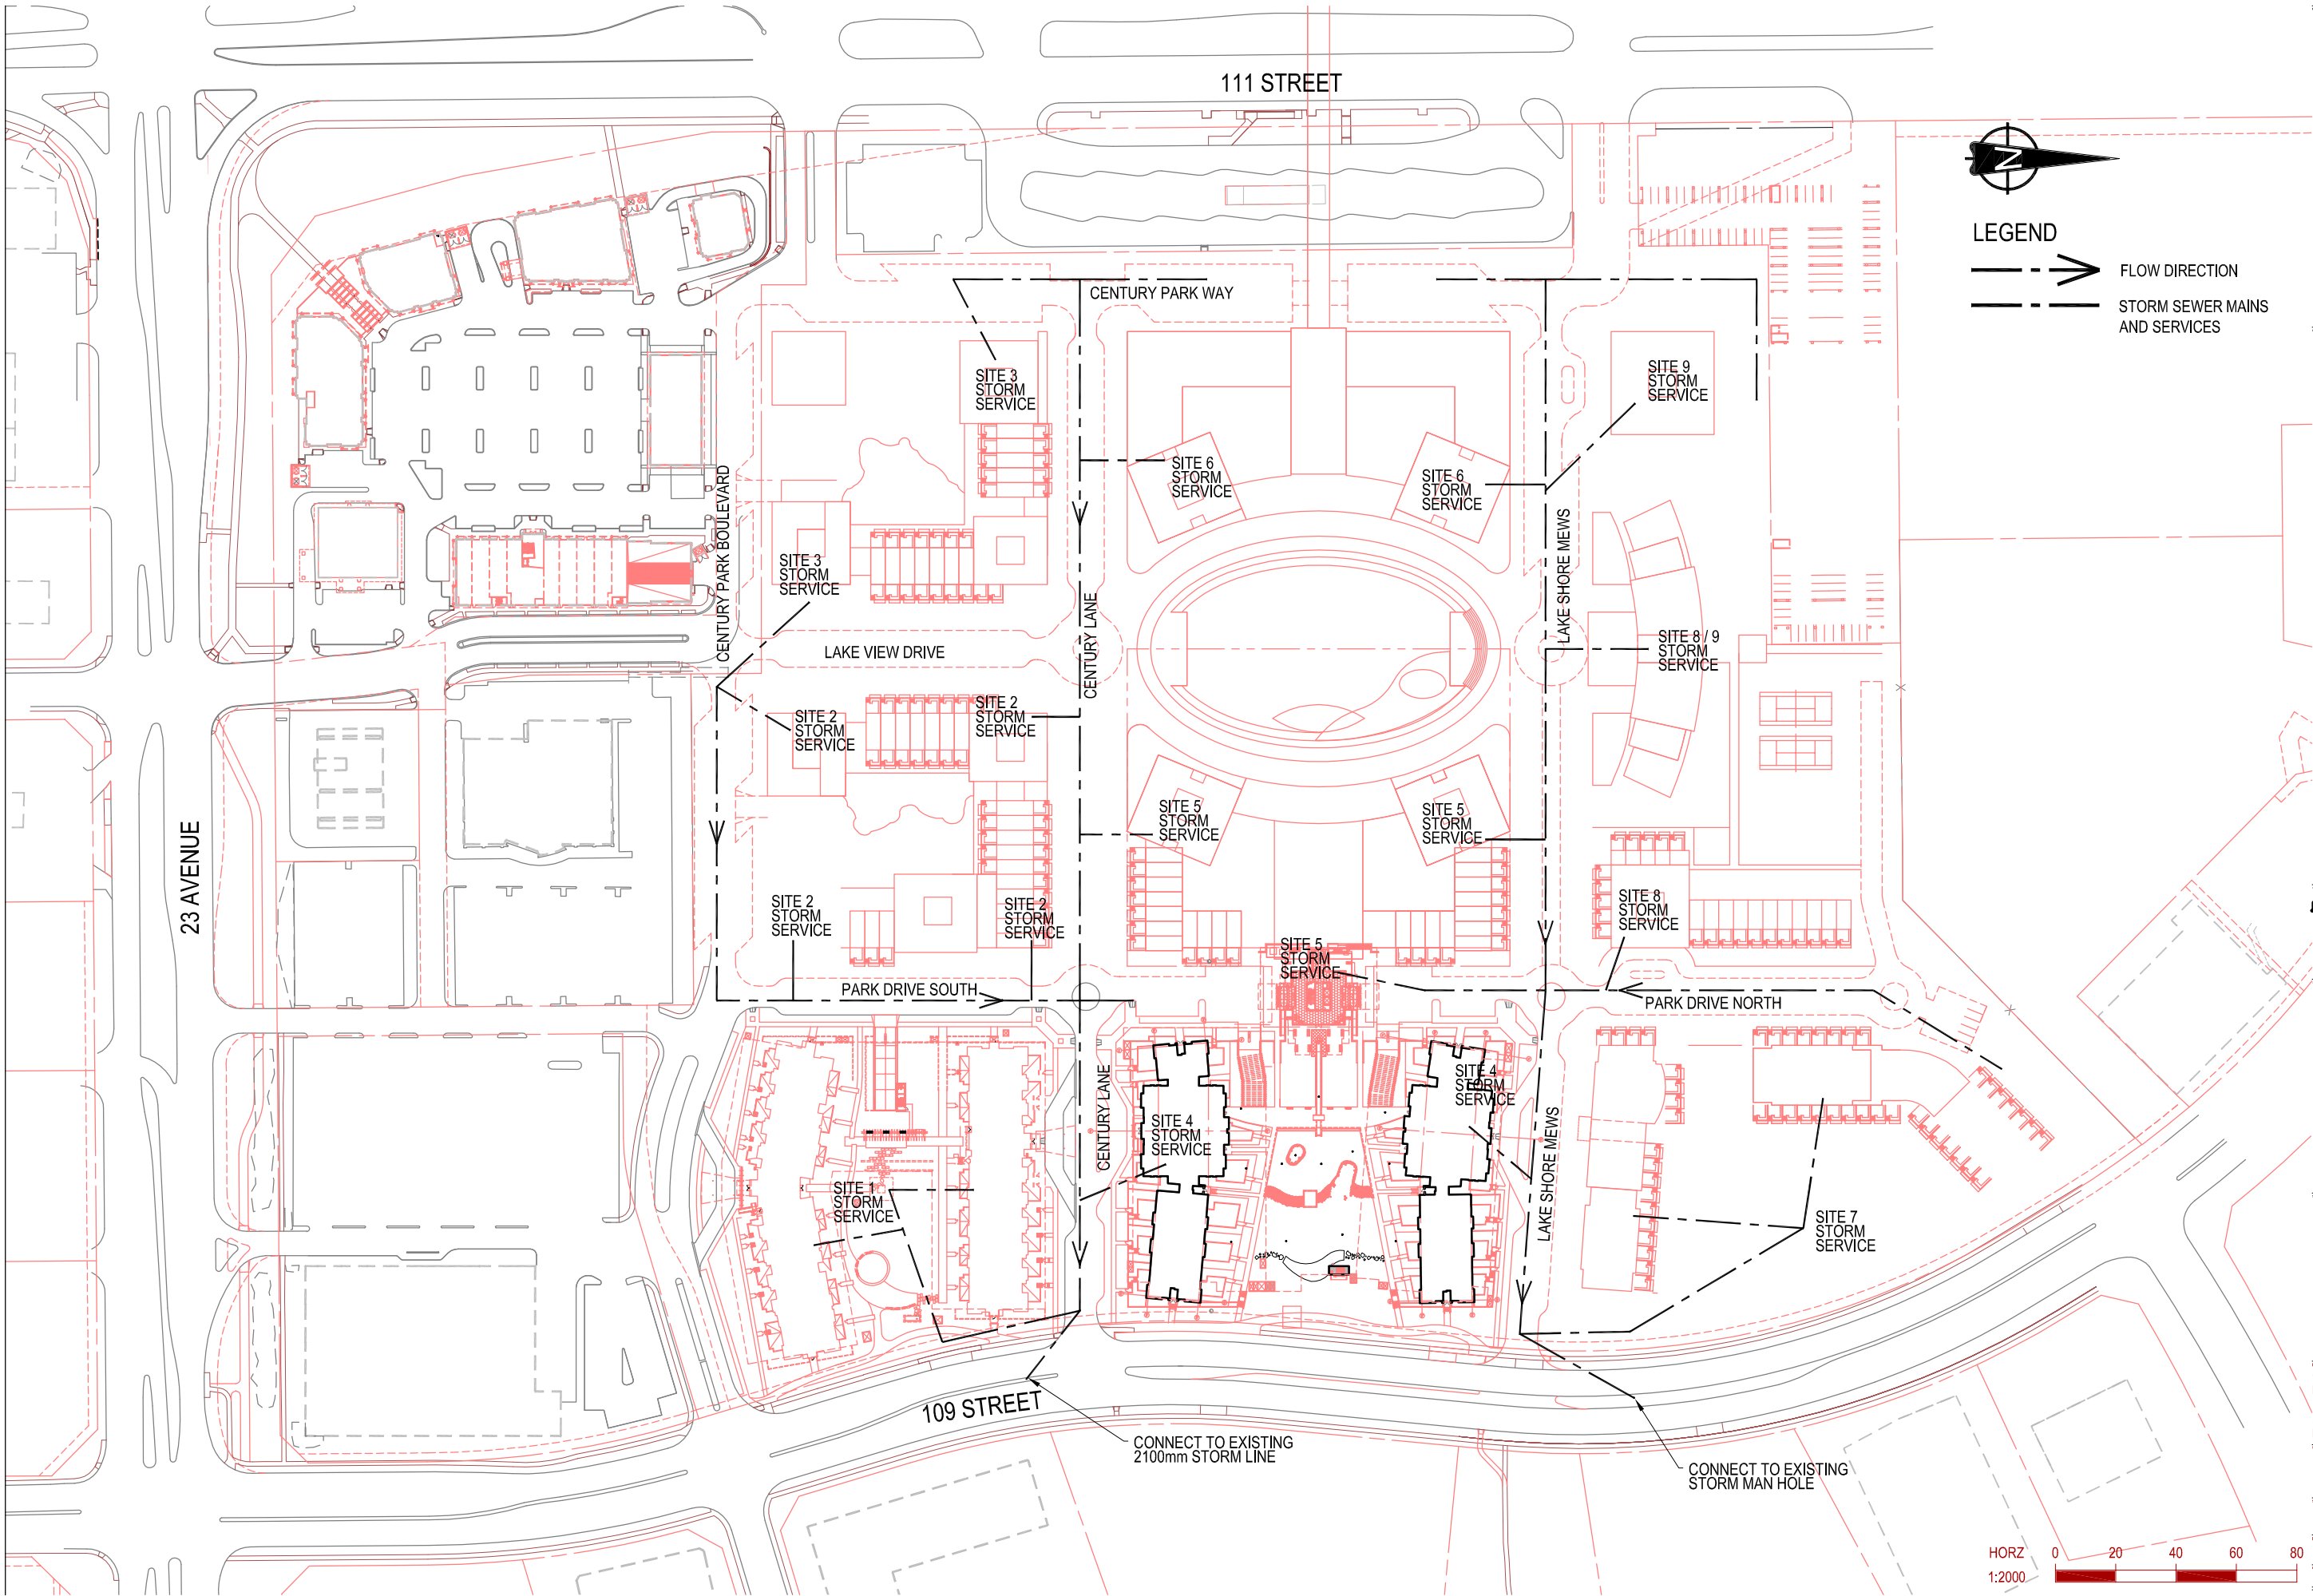 111 STREET
N
LEGEND
FLOW DIRECTION
STORM SEWER MAINS
AND SERVICES
CENTURY PARK WAY
SITE 3
STORM
SERVICE
SITE 9
STORM
SERVICE
SITE 6
STORM
SERVICE
SITE 6
STORM
SERVICE
CENTURY PARK BOULEVARD
SITE 3
STORM
SERVICE
CENTURY LANE
LAKE SHORE MEWS
LAKE VIEW DRIVE
SITE 8 / 9
STORM
SERVICE
SITE 2
STORM
SERVICE
SITE 2
STORM
SERVICE
23 AVENUE
SITE 5
STORM
SERVICE
SITE 5
STORM
SERVICE
SITE 2
STORM
SERVICE
SITE 2
STORM
SERVICE
SITE 8
STORM
SERVICE
SITE 5
STORM
SERVICE
PARK DRIVE SOUTH
PARK DRIVE NORTH
CENTURY LANE
SITE 4
STORM
SERVICE
SITE 4
STORM
SERVICE
LAKE SHORE MEWS
SITE 1
STORM
SERVICE
SITE 7
STORM
SERVICE
109 STREET
CONNECT TO EXISTING
2100mm STORM LINE
CONNECT TO EXISTING
STORM MAN HOLE
HORZ 0 20 40 60 80
1:2000